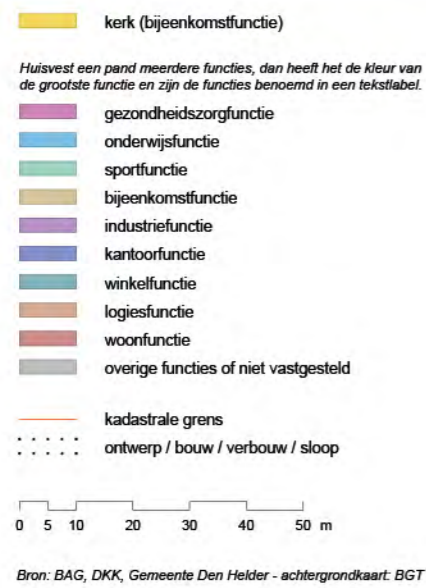 kerk (bijeenkomstfunctie)
Huisvest een pand meerdere functies, dan heeft het de kleur van
de grootste functie en zijn de functies benoemd in een tekstlabel.
gezondheidszorgfunctie
onderwijsfunctie
sportfunctie
bijeenkomstfunctie
industriefunctie
kantoorfunctie
winkelfunctie
logiesfunctie
woonfunctie
overige functies of niet vastgesteld
kadastrale grens
ontwerp / bouw / verbouw / sloop
0 5 10 20 30 40 50 m
Bron: BAG, DKK, Gemeente Den Helder - achtergrondkaart: BGT